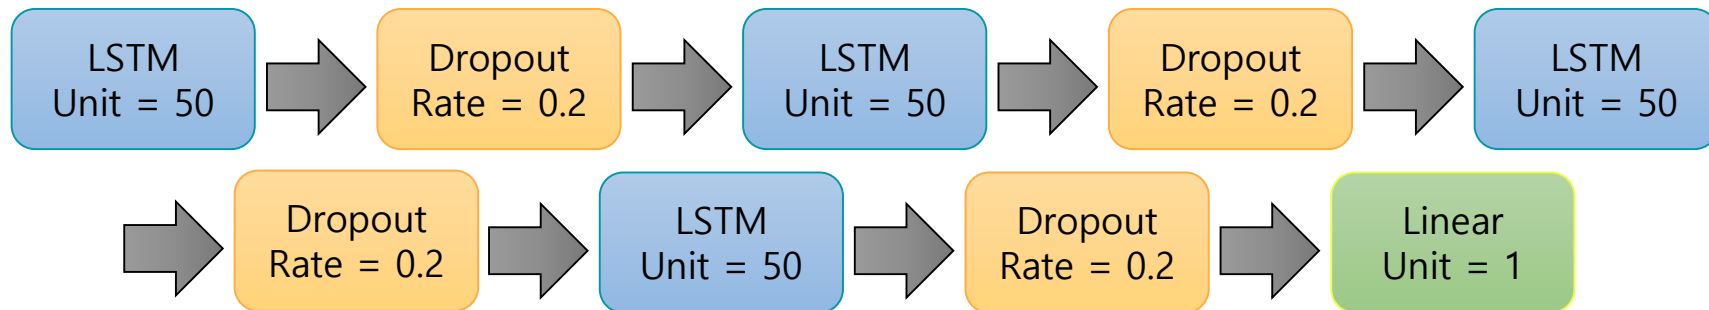 LSTM
Unit = 50
Dropout
Rate = 0.2
LSTM
Unit = 50
Dropout
Rate = 0.2
LSTM
Unit = 50
Dropout
Rate = 0.2
LSTM
Unit = 50
Dropout
Rate = 0.2
Linear
Unit = 1